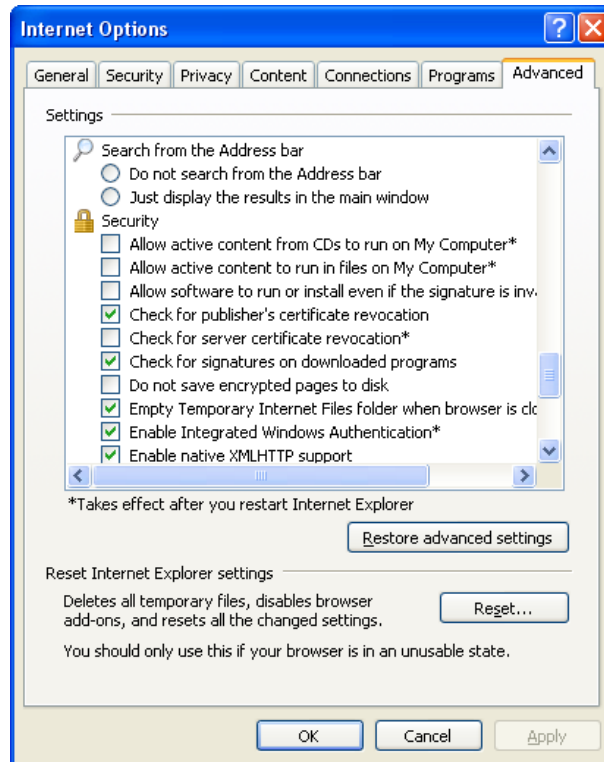 Internet Options
General Security Privacy Content Connections Programs Advanced
Settings
Search from the Address bar
Do not search from the Address bar
Just display the results in the main window
Security
Allow active content from CDs to run on My Computer*
Allow active content to run in files on My Computer*
Allow software to run or install even if the signature is inva
Check for publisher's certificate revocation
Check for server certificate revocation*
Check for signatures on downloaded programs
Do not save encrypted pages to disk
Empty Temporary Internet Files folder when browser is clo
Enable Integrated Windows Authentication*
Enable native XMLHTTP support
*Takes effect after you restart Internet Explorer
Restore advanced settings
Reset Internet Explorer settings
Deletes all temporary files, disables browser
add-ons, and resets all the changed settings.
Reset...
You should only use this if your browser is in an unusable state.
OK Cancel Apply